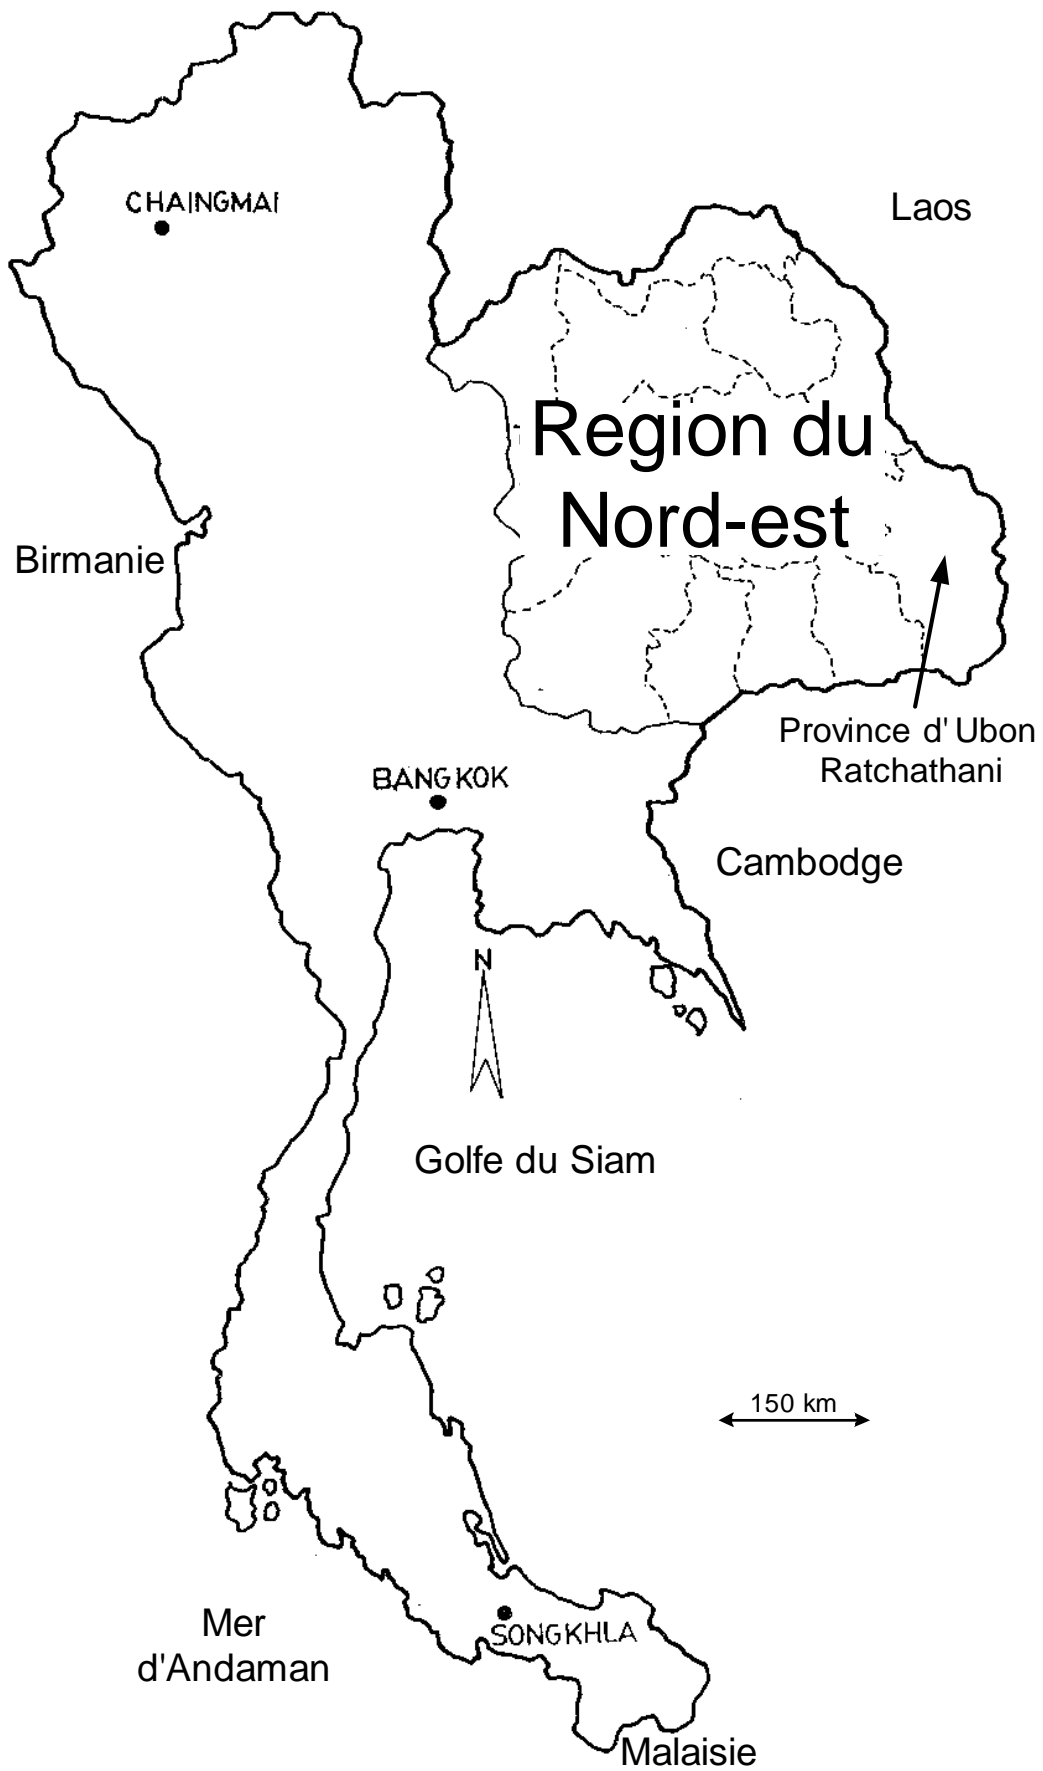 CHAINGMAI
Laos
Region du
Nord-est
Birmanie
Province d'Ubon
Ratchathani
BANGKOK
Cambodge
N
Golfe du Siam
150 km
Mer
d'Andaman
SONGKHLA
Malaisie